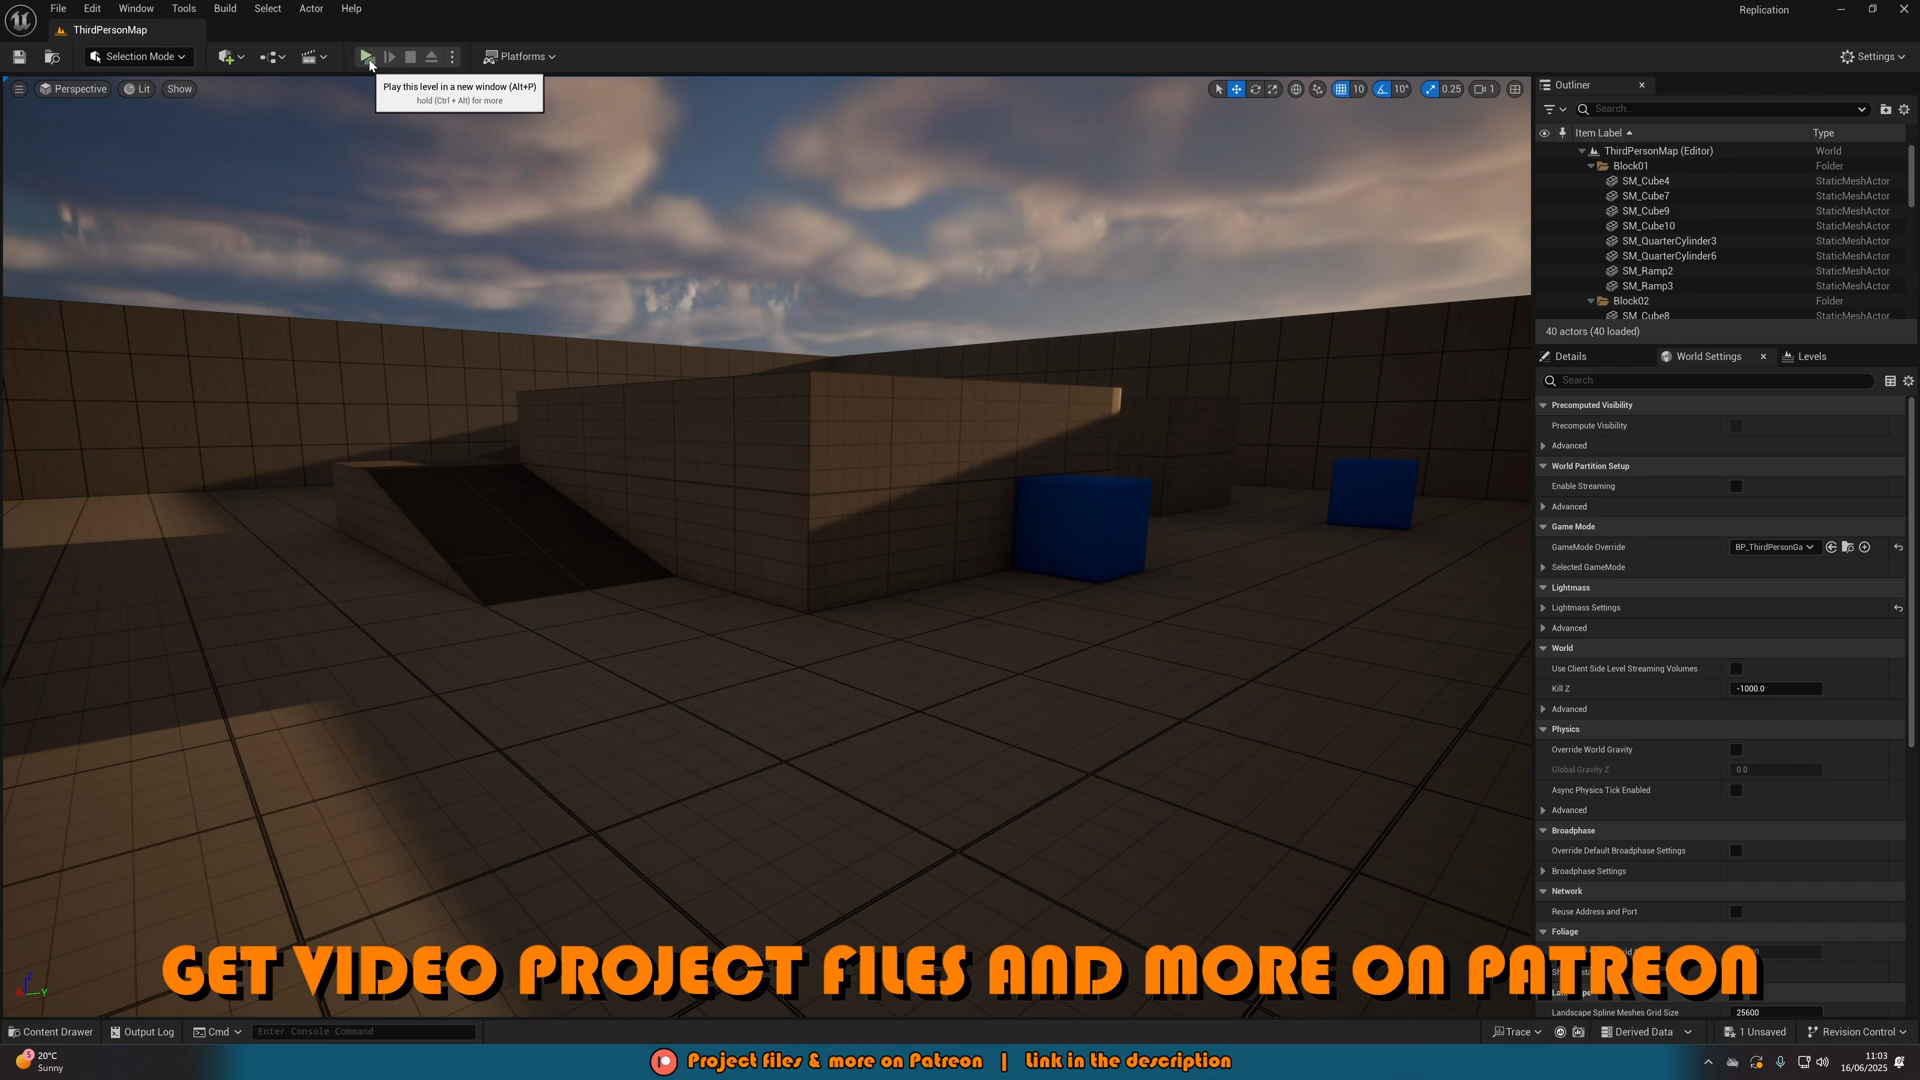 File Edit Window Tools Build Select Actor Help
Replication
ThirdPersonMap
Selection Mode
Platforms
Settings
Play this level in a new window (Alt+P)
hold (Ctrl + Alt) for more
Perspective
Lit
Show
10
10°
0.25
1
Outliner
Search...
Item Label
Type
ThirdPersonMap (Editor) World
Block01 Folder
SM_Cube4 StaticMeshActor
SM_Cube7 StaticMeshActor
SM_Cube9 StaticMeshActor
SM_Cube10 StaticMeshActor
SM_QuarterCylinder3 StaticMeshActor
SM_QuarterCylinder6 StaticMeshActor
SM_Ramp2 StaticMeshActor
SM_Ramp3 StaticMeshActor
Block02 Folder
SM_Cube8 StaticMeshActor
40 actors (40 loaded)
Details
World Settings
Levels
Search
Precomputed Visibility
Precompute Visibility
Advanced
World Partition Setup
Enable Streaming
Advanced
Game Mode
GameMode Override BP_ThirdPersonGa
Selected GameMode
Lightmass
Lightmass Settings
Advanced
World
Use Client Side Level Streaming Volumes
Kill Z -1000.0
Advanced
Physics
Override World Gravity
Global Gravity Z 0.0
Async Physics Tick Enabled
Advanced
Broadphase
Override Default Broadphase Settings
Broadphase Settings
Network
Reuse Address and Port
Foliage
Landscape Spline Meshes Grid Size 25600
GET VIDEO PROJECT FILES AND MORE ON PATREON
Z
Y
Content Drawer
Output Log
Cmd
Enter Console Command
Trace
Derived Data
1 Unsaved
Revision Control
5
20°C
Sunny
Project files & more on Patreon | Link in the description
11:03
16/06/2025